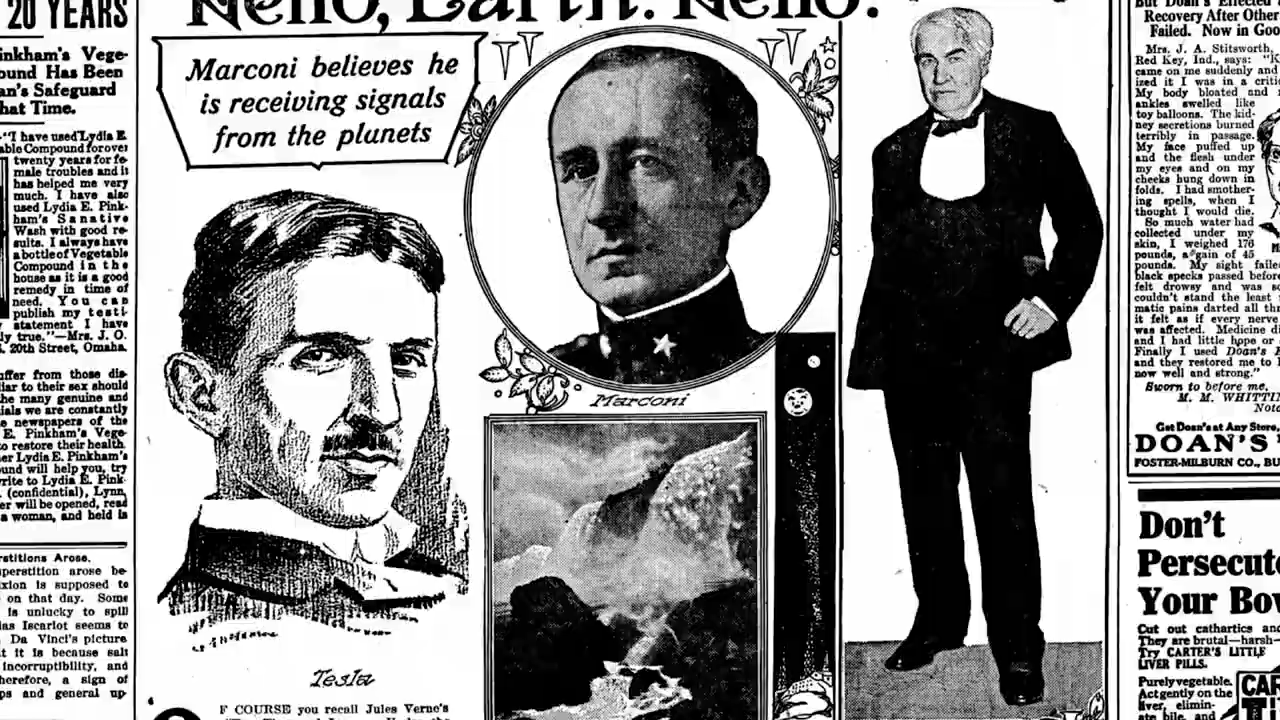 20 YEARS
inkham's Vege-
ound Has Been
an's Safeguard
hat Time.
"I have used Lydia E.
able Compound for over
twenty years for fe-
male troubles and it
has helped me very
much. I have also
used Lydia E. Pink-
ham's Sanative
Wash with good re-
sults. I always have
a bottle of Vegetable
Compound in the
house as it is a good
remedy in time of
need. You can
publish my testi-
statement I have
ly true."—Mrs. J. O.
20th Street, Omaha.
uffer from those dis-
liar to their sex should
he many genuine and
ials we are constantly
e newspapers of the
E. Pinkham's Vege-
to restore their health.
er Lydia E. Pinkham's
ound will help you, try
rite to Lydia E. Pink-
(confidential), Lynn,
er will be opened, read
a woman, and held in
rstitions Arose.
uperstition arose be-
ixion is supposed to
on that day. Some
is unlucky to spill
las Iscariot seems to
Da Vinci's picture
t it is because salt
incorruptibility, and
herefore, a sign of
ps and general up-
Hello, Earth! Hello!
Marconi believes he
is receiving signals
from the plunets
Marconi
Tesla
F COURSE you recall Jules Verne's
But Doan's Effected a
Recovery After Other
Failed. Now in Goo
Mrs. J. A. Stitsworth,
Red Key, Ind., says: "K
came on me suddenly and
ized it I was in a criti
My body bloated and
ankles swelled like
toy balloons. The kid-
ney secretions burned
terribly in passage.
My face puffed up
and the flesh under
my eyes and on my
cheeks hung down in
folds. I had smother-
ing spells, when I
thought I would die.
So much water had
collected under my
skin, I weighed 176
pounds, a gain of 45
pounds. My sight faile
black specks passed before
felt drowsy and was so
couldn't stand the least
matic pains darted all thr
it felt as if every nerve
was affected. Medicine di
and I had little hope or
Finally I used Doan's
and they restored me to
now well and strong."
Sworn to before me,
M. M. WHITTI
Nota
Get Doan's at Any Store,
DOAN'S
FOSTER-MILBURN CO., BU
Don't
Persecute
Your Bow
Cut out cathartics and
They are brutal—harsh—
Try CARTER'S LITTLE
LIVER PILLS.
Purely vegetable.
Act gently on the
liver, elimin-
ate bile, and
CAR